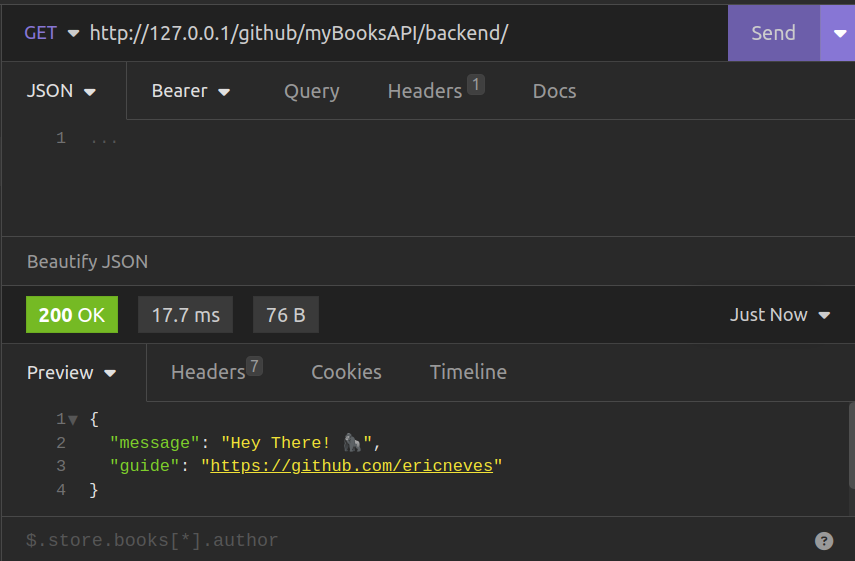 GET http://127.0.0.1/github/myBooksAPI/backend/ Send
JSON Bearer Query Headers 1 Docs
1 ...
Beautify JSON
200 OK 17.7 ms 76 B Just Now
Preview Headers 7 Cookies Timeline
1 {
2 "message": "Hey There! 🦍",
3 "guide": "https://github.com/ericneves"
4 }
$.store.books[*].author ?